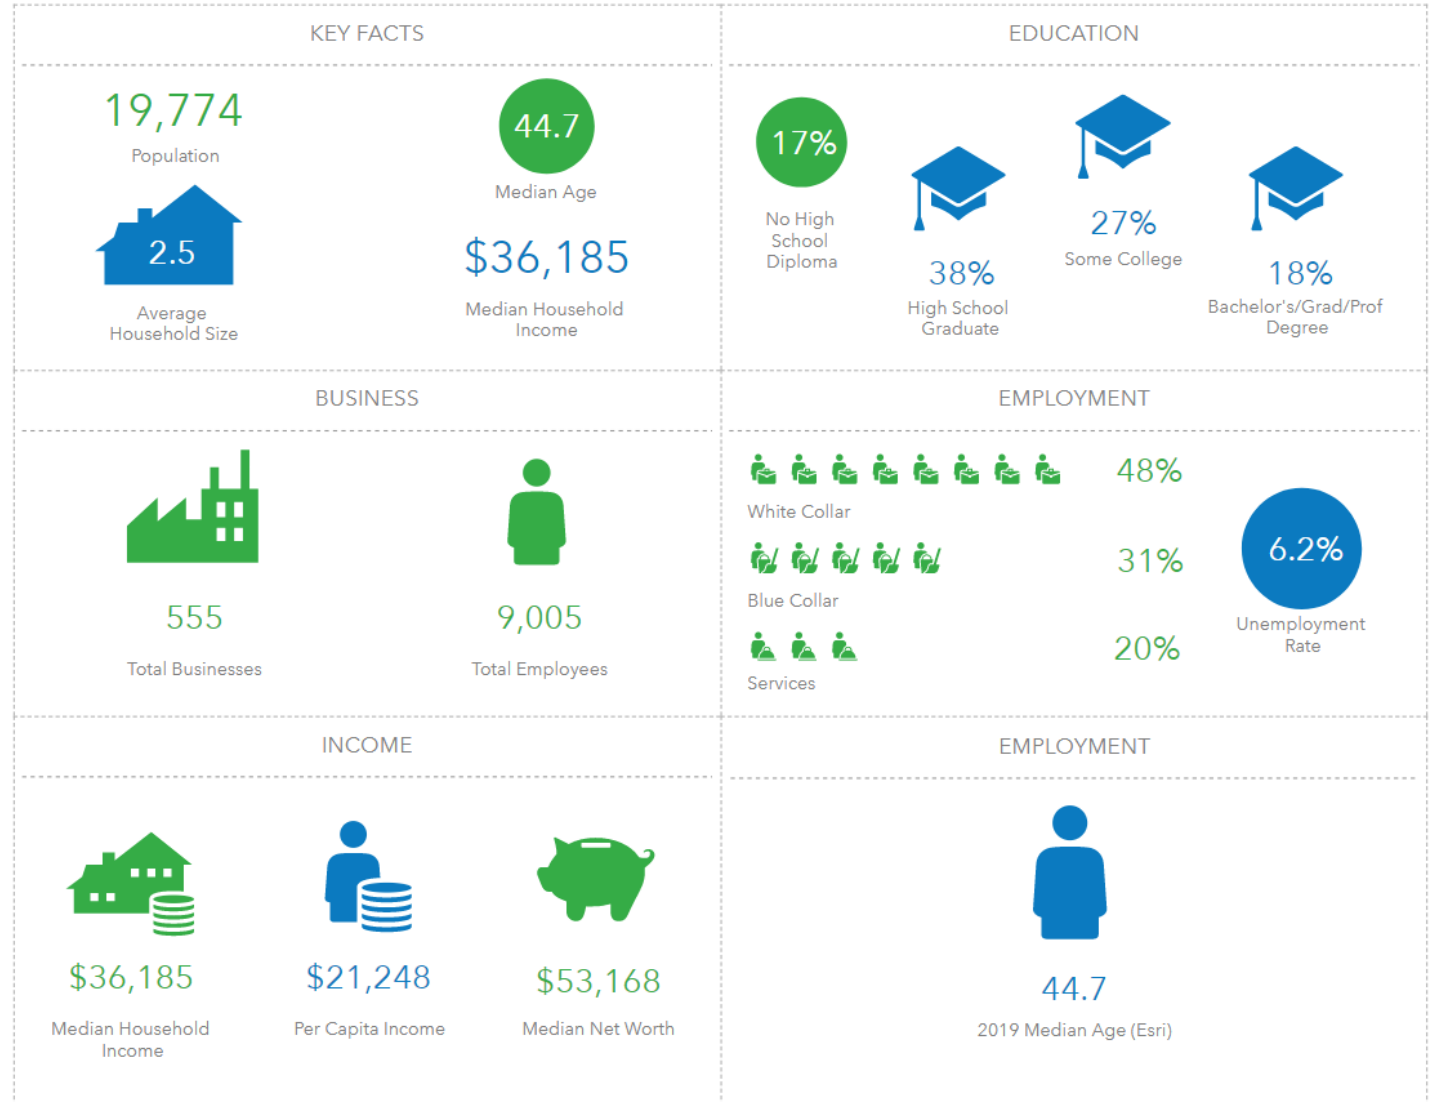 KEY FACTS
19,774
Population
44.7
Median Age
2.5
Average
Household Size
$36,185
Median Household
Income
EDUCATION
17%
No High
School
Diploma
38%
High School
Graduate
27%
Some College
18%
Bachelor's/Grad/Prof
Degree
BUSINESS
555
Total Businesses
9,005
Total Employees
EMPLOYMENT
48%
White Collar
31%
Blue Collar
20%
Services
6.2%
Unemployment
Rate
INCOME
$36,185
Median Household
Income
$21,248
Per Capita Income
$53,168
Median Net Worth
EMPLOYMENT
44.7
2019 Median Age (Esri)